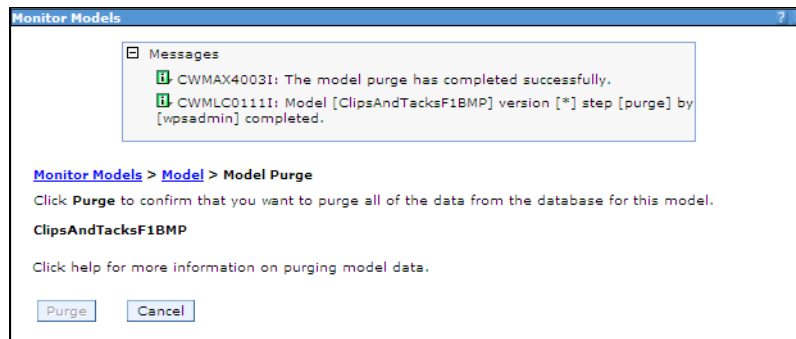 Monitor Models ?
Messages
CWMAX4003I: The model purge has completed successfully.
CWMLC0111I: Model [ClipsAndTacksF1BMP] version [*] step [purge] by
[wpsadmin] completed.
Monitor Models > Model > Model Purge
Click Purge to confirm that you want to purge all of the data from the database for this model.
ClipsAndTacksF1BMP
Click help for more information on purging model data.
Purge Cancel